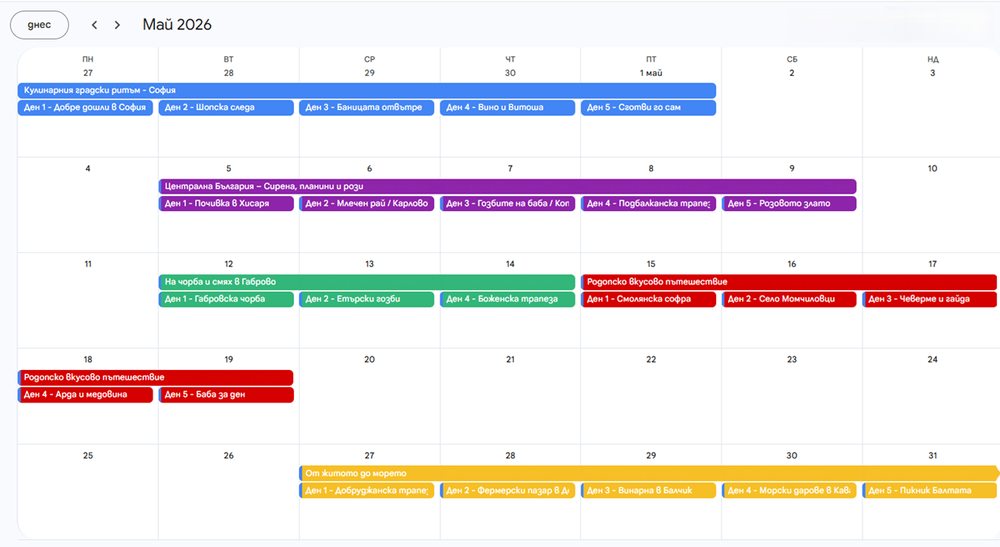 днес
Май 2026
ПН ВТ СР ЧТ ПТ СБ НД
27 28 29 30 1 май 2 3
Кулинарния градски ритъм - София
Ден 1 - Добре дошли в София Ден 2 - Шопска следа Ден 3 - Баницата отвътре Ден 4 - Вино и Витоша Ден 5 - Сготви го сам
4 5 6 7 8 9 10
Централна България – Сирена, планини и рози
Ден 1 - Почивка в Хисаря Ден 2 - Млечен рай / Карлово Ден 3 - Гозбите на баба / Коп Ден 4 - Подбалканска трапез Ден 5 - Розовото злато
11 12 13 14 15 16 17
На чорба и смях в Габрово Родопско вкусово пътешествие
Ден 1 - Габровска чорба Ден 2 - Етърски гозби Ден 4 - Боженска трапеза Ден 1 - Смолянска софра Ден 2 - Село Момчиловци Ден 3 - Чеверме и гайда
18 19 20 21 22 23 24
Родопско вкусово пътешествие
Ден 4 - Арда и медовина Ден 5 - Баба за ден
25 26 27 28 29 30 31
От житото до морето
Ден 1 - Добруджанска трапез Ден 2 - Фермерски пазар в Ден 3 - Винарна в Балчик Ден 4 - Морски дарове в Кав Ден 5 - Пикник Балтата